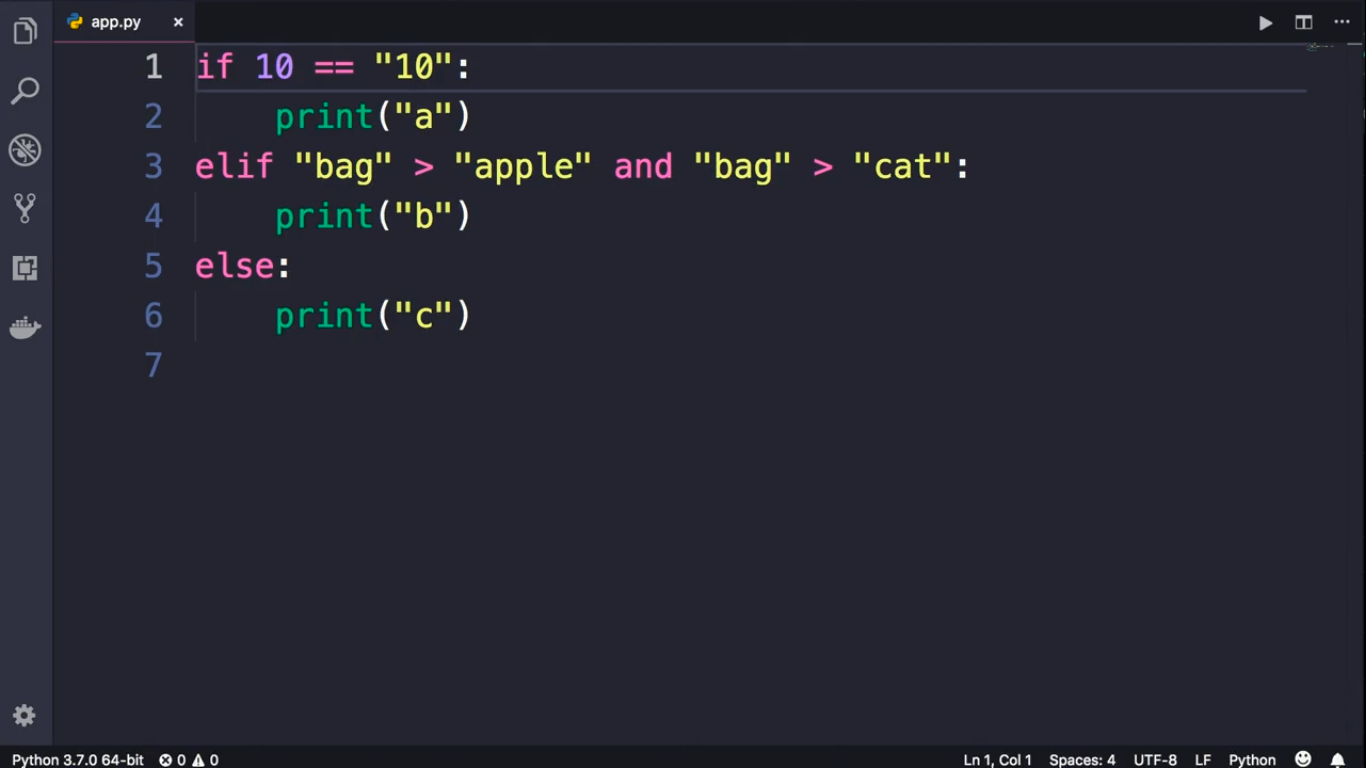 app.py
1 if 10 == "10":
2     print("a")
3 elif "bag" > "apple" and "bag" > "cat":
4     print("b")
5 else:
6     print("c")
7
Python 3.7.0 64-bit 0 0 Ln 1, Col 1 Spaces: 4 UTF-8 LF Python